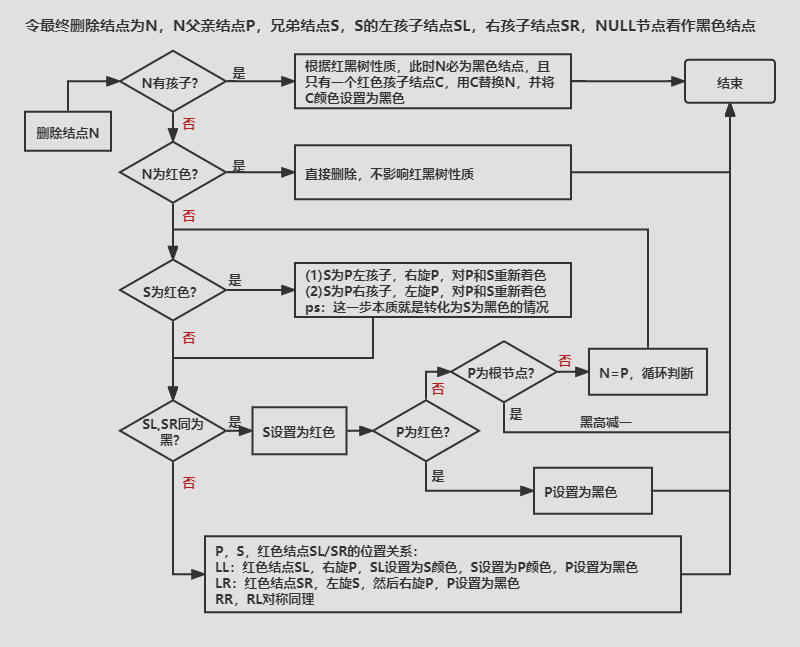 令最终删除结点为N，N父亲结点P，兄弟结点S，S的左孩子结点SL，右孩子结点SR，NULL节点看作黑色结点
N有孩子?
是
根据红黑树性质，此时N必为黑色结点，且
只有一个红色孩子结点C，用C替换N，并将
C颜色设置为黑色
结束
删除结点N
否
N为红色?
是
直接删除，不影响红黑树性质
否
S为红色?
是
(1)S为P左孩子，右旋P，对P和S重新着色
(2)S为P右孩子，左旋P，对P和S重新着色
ps：这一步本质就是转化为S为黑色的情况
否
P为根节点?
否
N=P，循环判断
否
是
黑高减一
SL,SR同为
黑?
是
S设置为红色
P为红色?
是
P设置为黑色
否
P，S，红色结点SL/SR的位置关系：
LL：红色结点SL，右旋P，SL设置为S颜色，S设置为P颜色，P设置为黑色
LR：红色结点SR，左旋S，然后右旋P，P设置为黑色
RR，RL对称同理